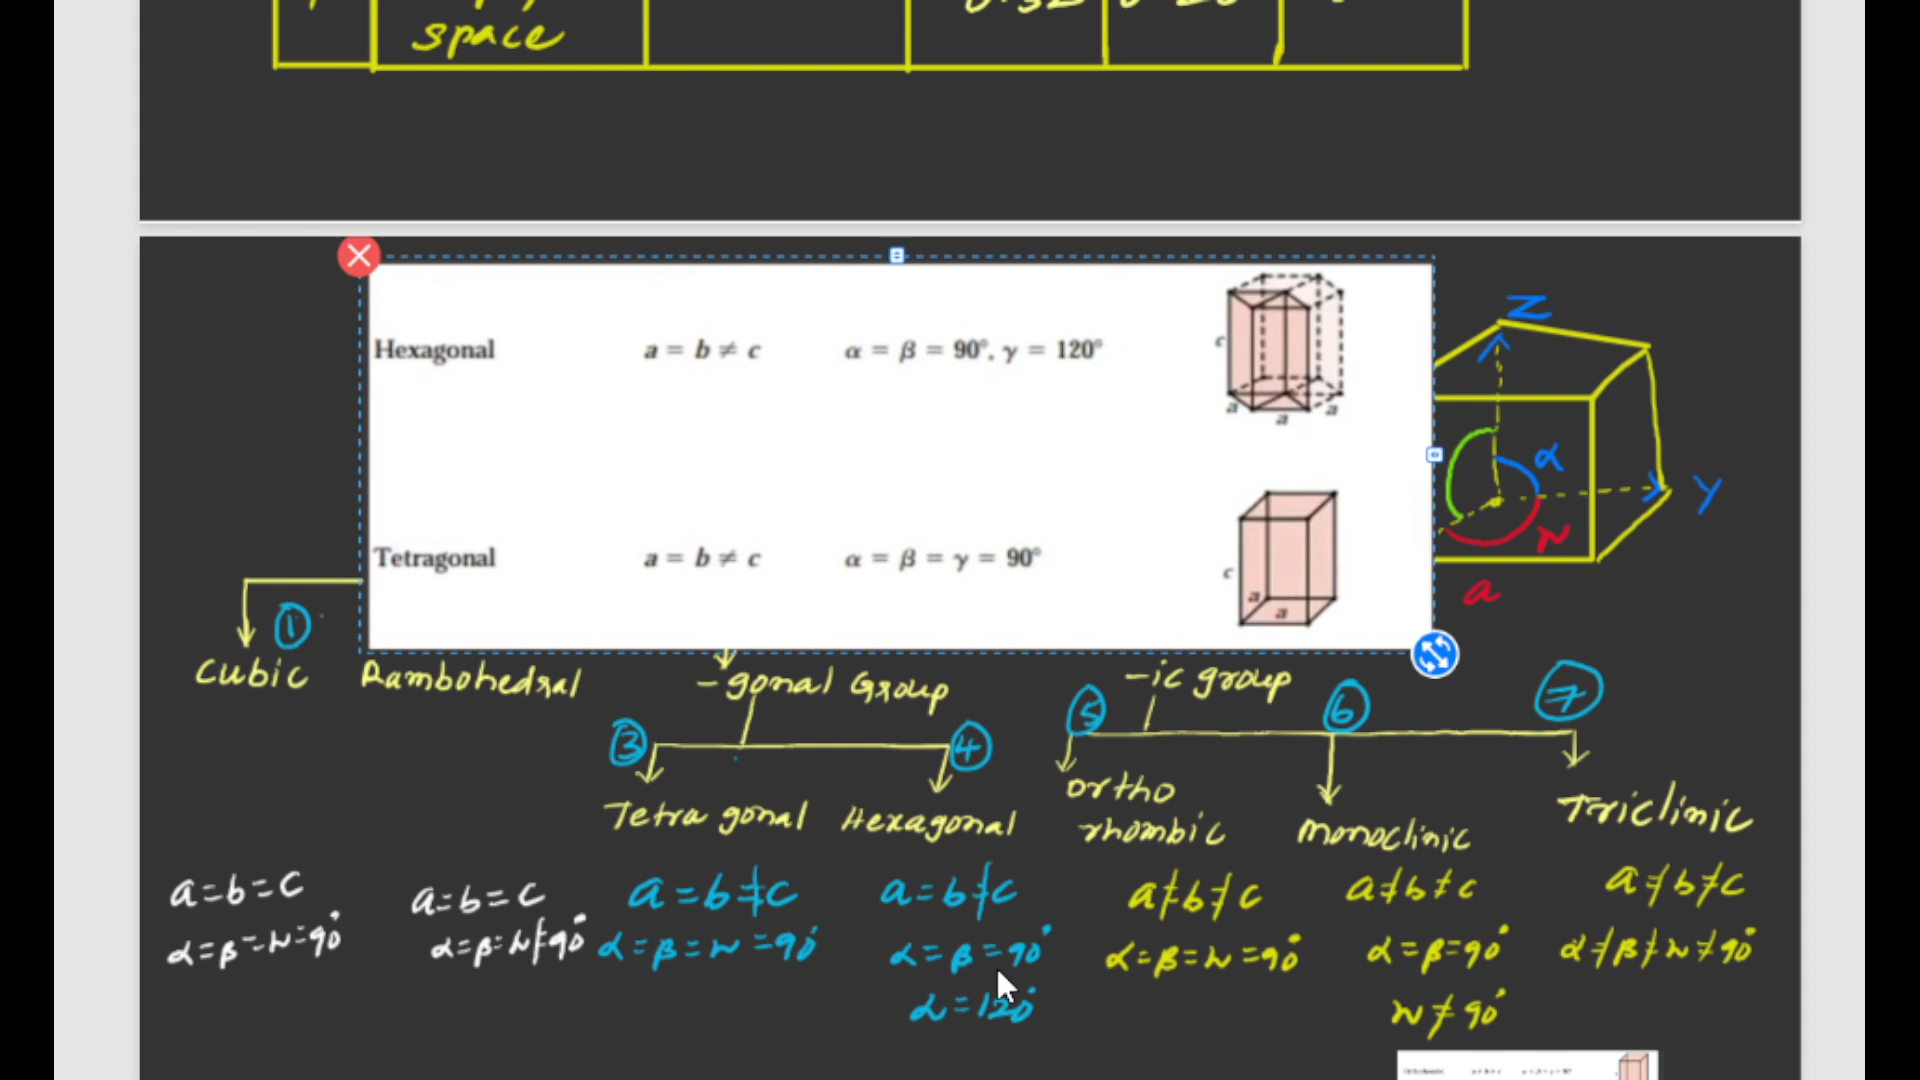 space
Hexagonal a = b ≠ c α = β = 90°, γ = 120°
c
a a a
Tetragonal a = b ≠ c α = β = γ = 90°
c
a a
Z
α
Y
γ
a
① ③ ④ ⑤ ⑥ ⑦
Cubic Rambohedral -gonal Group -ic group
Tetra gonal Hexagonal ortho rhombic monoclinic Triclinic
a=b=c a=b=c a=b≠c a=b≠c a≠b≠c a≠b≠c a≠b≠c
α=β=γ=90° α=β=γ≠90° α=β=γ=90° α=β=90° α=β=γ=90° α=β=90° α≠β≠γ≠90°
α=120° γ≠90°